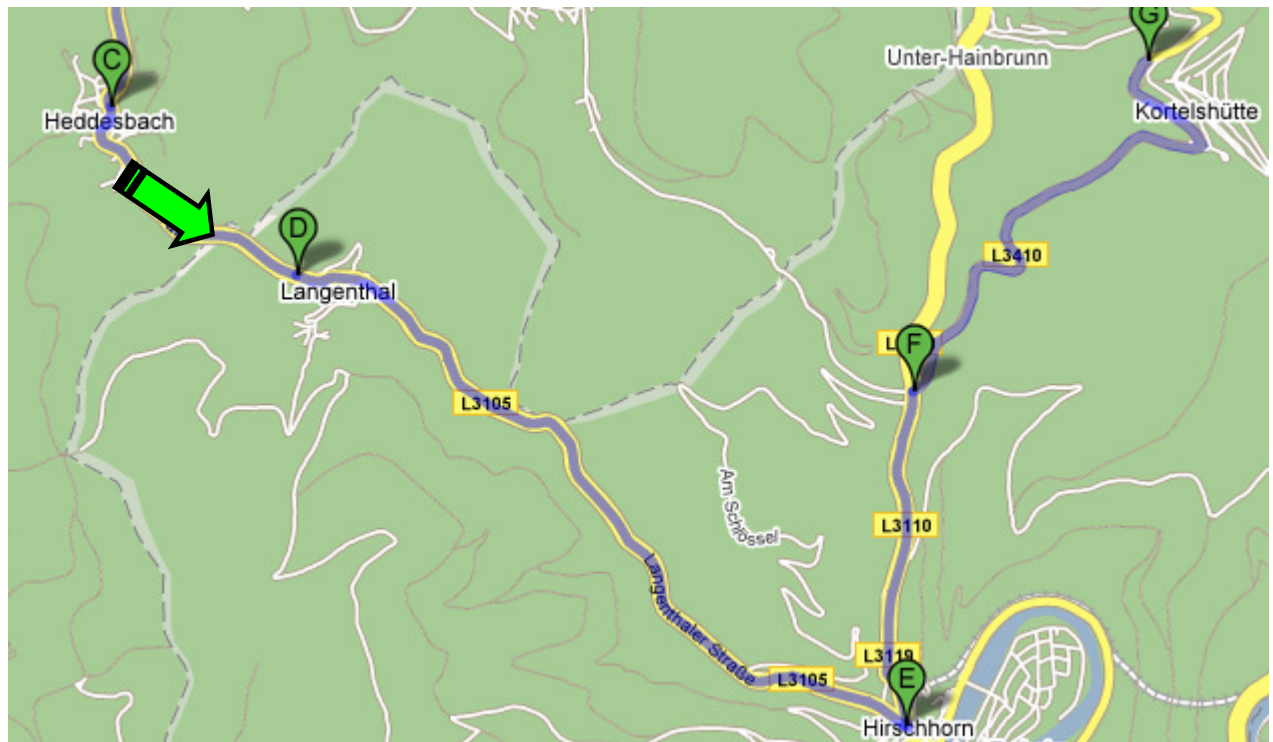 G
Unter-Hainbrunn
C
Kortelshütte
Heddesbach
D
L3410
Langenthal
F
L3105
Am Schlössel
L3110
Langenthaler Straße
L3119
L3105
E
Hirschhorn